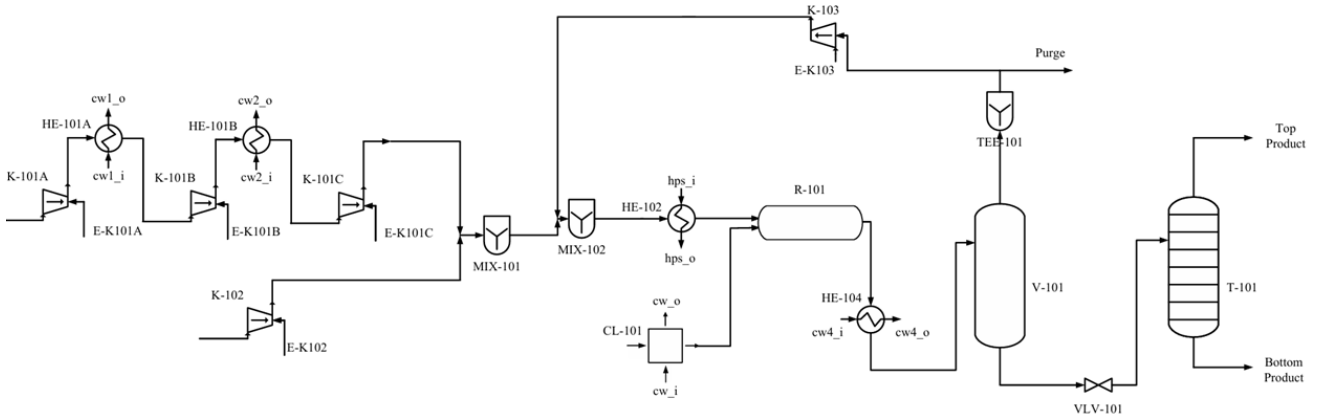 K-103
E-K103
Purge
TEE-101
cw1_o
HE-101A
cw1_i
K-101A
E-K101A
cw2_o
HE-101B
cw2_i
K-101B
E-K101B
K-101C
E-K101C
MIX-101
K-102
E-K102
MIX-102
hps_i
HE-102
hps_o
R-101
cw_o
CL-101
cw_i
HE-104
cw4_i
cw4_o
V-101
VLV-101
Top
Product
T-101
Bottom
Product